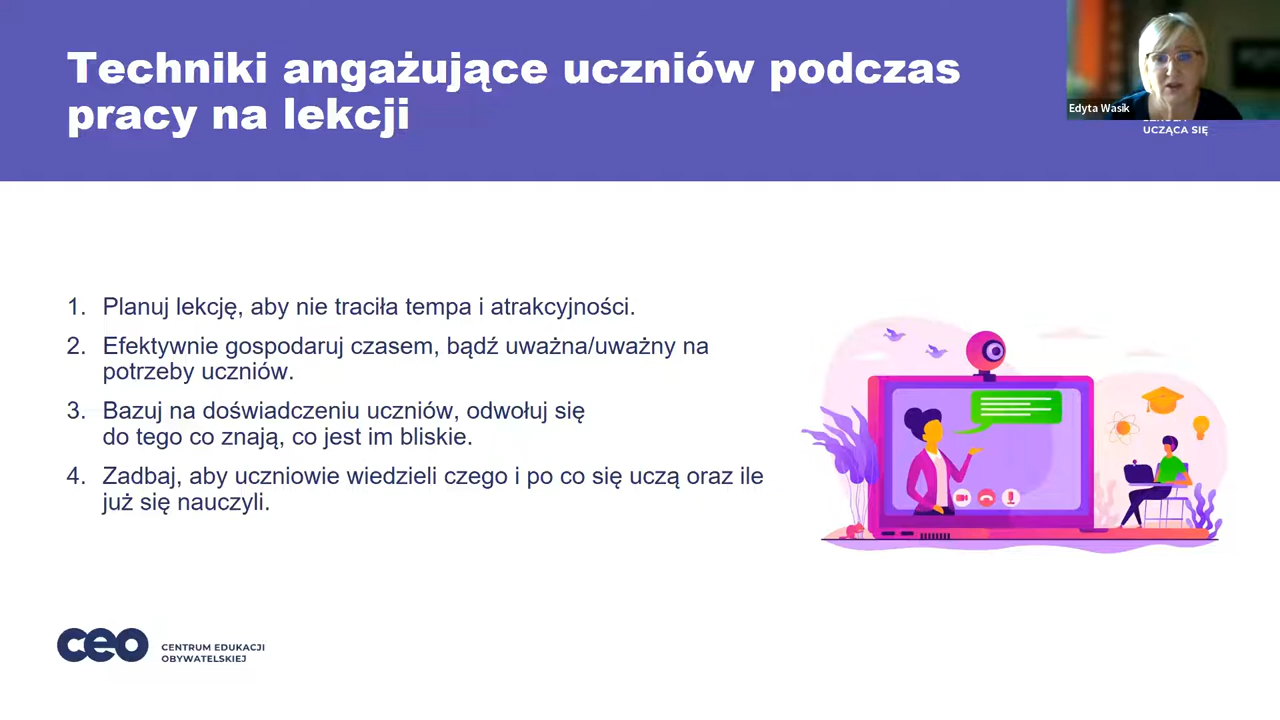 Techniki angażujące uczniów podczas
pracy na lekcji
Edyta Wasik
UCZĄCA SIĘ
1. Planuj lekcję, aby nie traciła tempa i atrakcyjności.
2. Efektywnie gospodaruj czasem, bądź uważna/uważny na
potrzeby uczniów.
3. Bazuj na doświadczeniu uczniów, odwołuj się
do tego co znają, co jest im bliskie.
4. Zadbaj, aby uczniowie wiedzieli czego i po co się uczą oraz ile
już się nauczyli.
ceo
CENTRUM EDUKACJI
OBYWATELSKIEJ